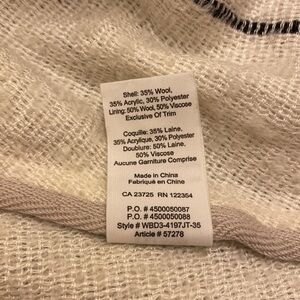 Shell: 35% Wool,
35% Acrylic, 30% Polyester
Lining: 50% Wool, 50% Viscose
Exclusive Of Trim
Coquille: 35% Laine,
35% Acrylique, 30% Polyester
Doublure: 50% Laine,
50% Viscose
Aucune Garniture Comprise
Made in China
Fabriqué en Chine
CA 23725 RN 122354
P.O. # 4500050087
P.O. # 4500050088
Style # WBD3-4197JT-35
Article # 57278